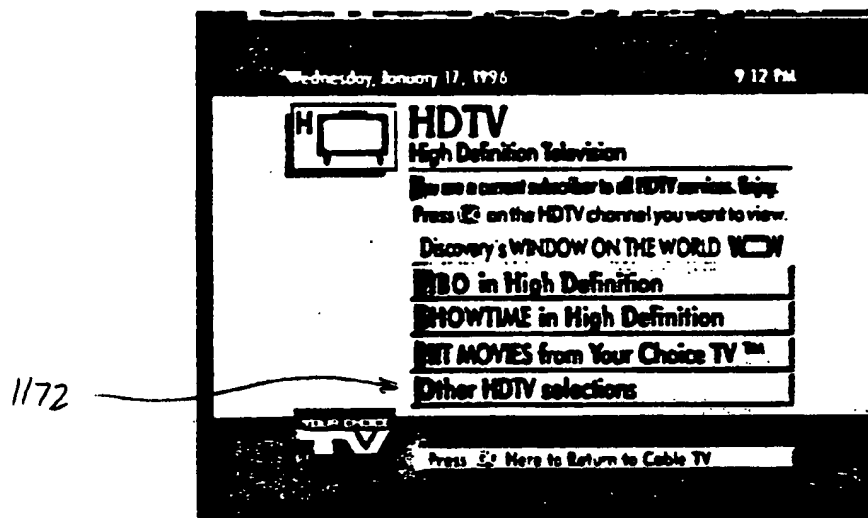 Wednesday, January 17, 1996 9:12 PM
H
HDTV
High Definition Television
You are a current subscriber to all HDTV services. Enjoy.
Press on the HDTV channel you want to view.
Discovery's WINDOW ON THE WORLD WOW
HBO in High Definition
SHOWTIME in High Definition
HIT MOVIES from Your Choice TV ™
Other HDTV selections
1172
YOUR CHOICE
TV
Press Here to Return to Cable TV